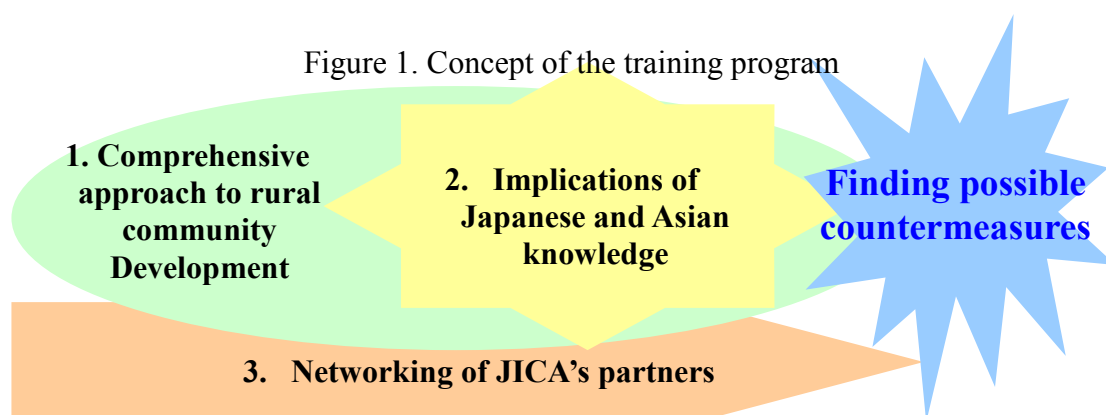 Figure 1. Concept of the training program
1. Comprehensive
approach to rural
community
Development
2. Implications of
Japanese and Asian
knowledge
Finding possible
countermeasures
3. Networking of JICA’s partners